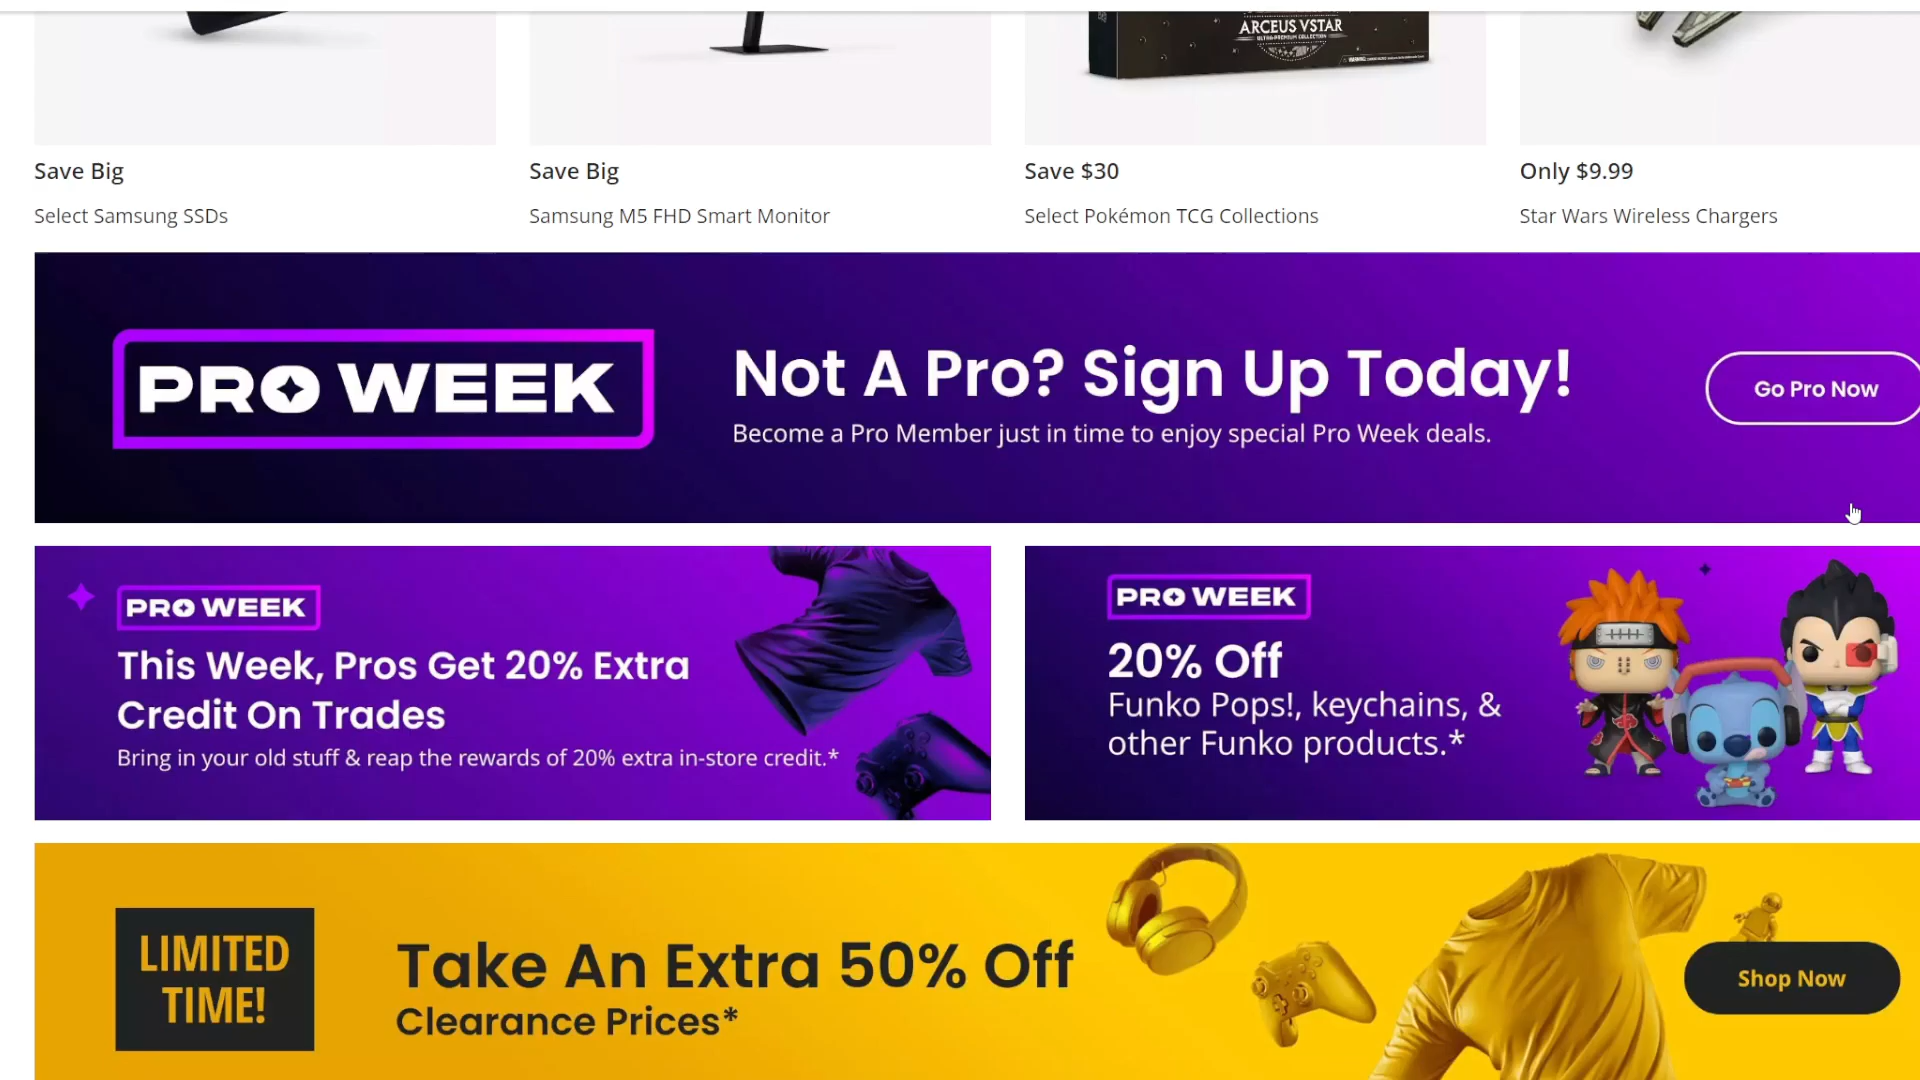 ARCEUS VSTAR
ULTRA-PREMIUM COLLECTION
Save Big
Save Big
Save $30
Only $9.99
Select Samsung SSDs
Samsung M5 FHD Smart Monitor
Select Pokémon TCG Collections
Star Wars Wireless Chargers
PRO WEEK
Not A Pro? Sign Up Today!
Become a Pro Member just in time to enjoy special Pro Week deals.
Go Pro Now
PRO WEEK
This Week, Pros Get 20% Extra
Credit On Trades
Bring in your old stuff & reap the rewards of 20% extra in-store credit.*
PRO WEEK
20% Off
Funko Pops!, keychains, &
other Funko products.*
LIMITED
TIME!
Take An Extra 50% Off
Clearance Prices*
Shop Now